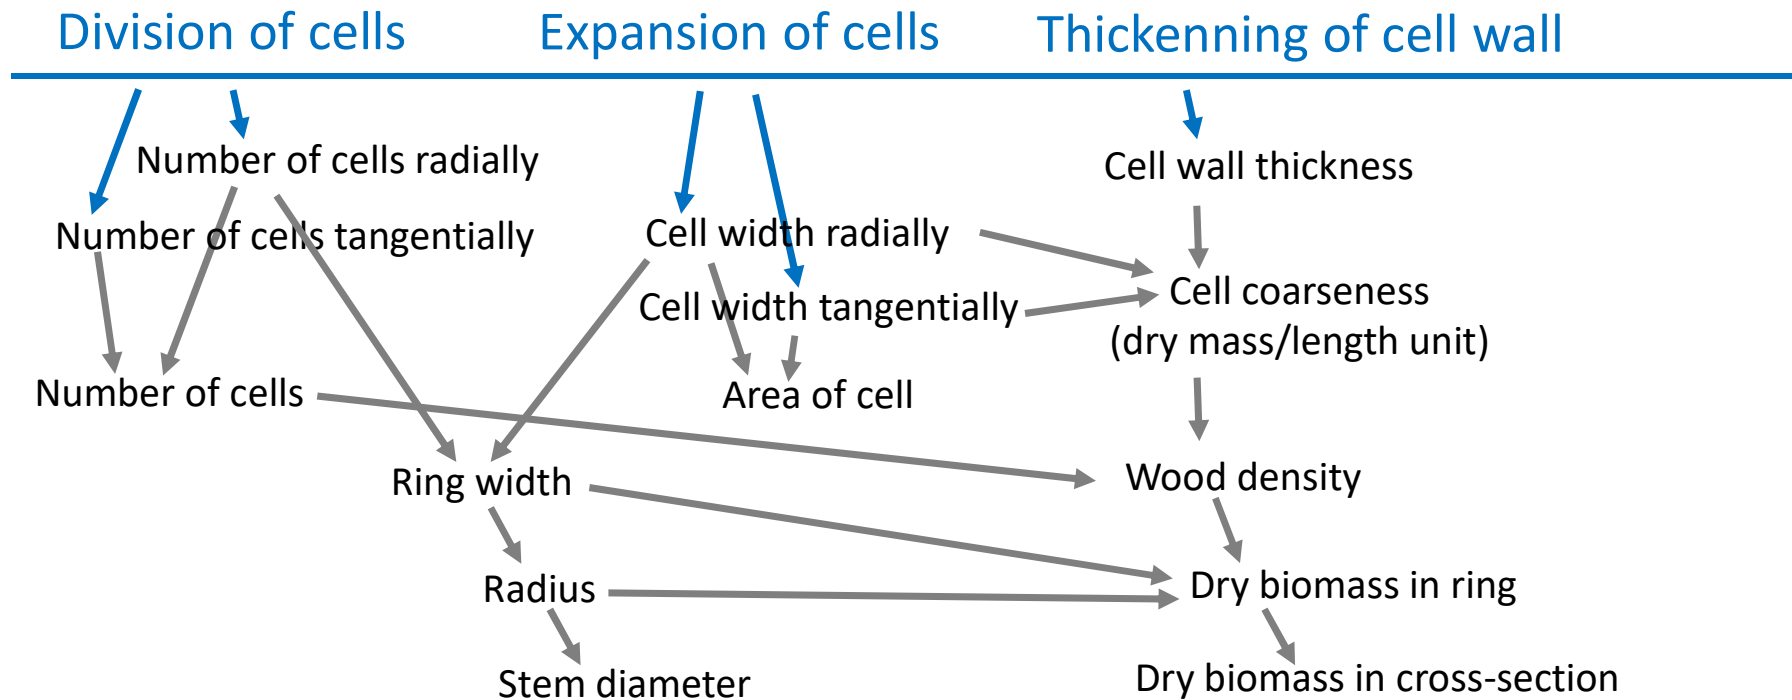 Division of cells
Expansion of cells
Thickenning of cell wall
Number of cells radially
Cell wall thickness
Number of cells tangentially
Cell width radially
Cell width tangentially
Cell coarseness
(dry mass/length unit)
Number of cells
Area of cell
Ring width
Wood density
Radius
Dry biomass in ring
Stem diameter
Dry biomass in cross-section